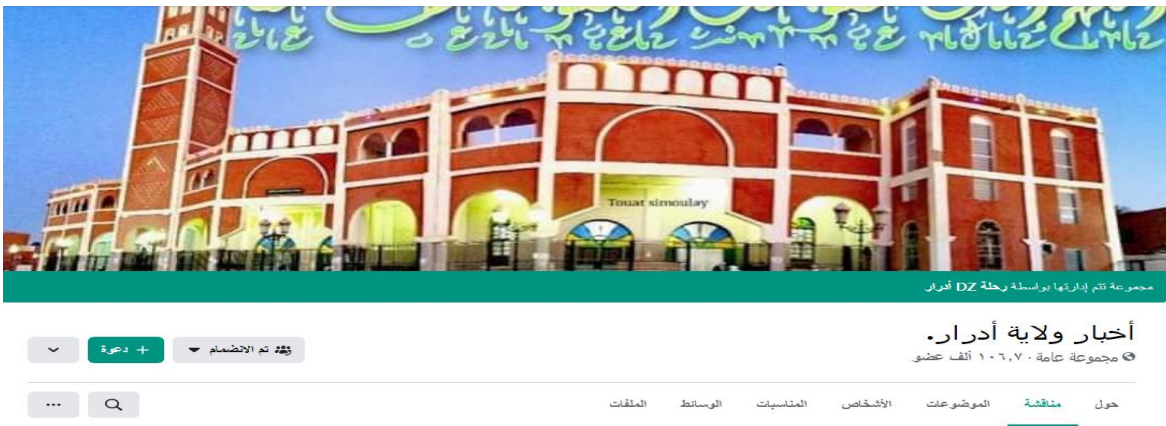 Touat simoulay
مجموعة تتم إدارتها بواسطة رحلة DZ أدرار
أخبار ولاية أدرار.
مجموعة عامة · ١٠٦,٧ ألف عضو
تم الانضمام
+ دعوة
حول مناقشة الموضوعات الأشخاص المناسبات الوسائط الملفات